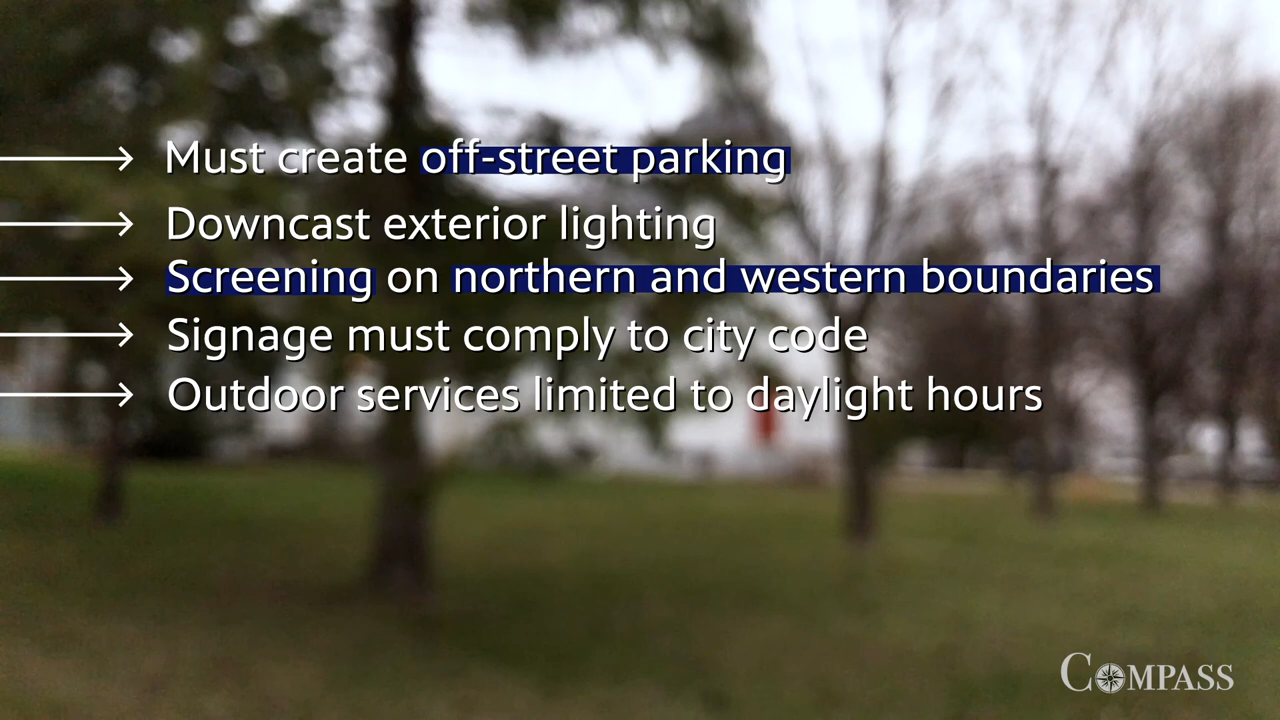 Must create off-street parking
Downcast exterior lighting
Screening on northern and western boundaries
Signage must comply to city code
Outdoor services limited to daylight hours
COMPASS